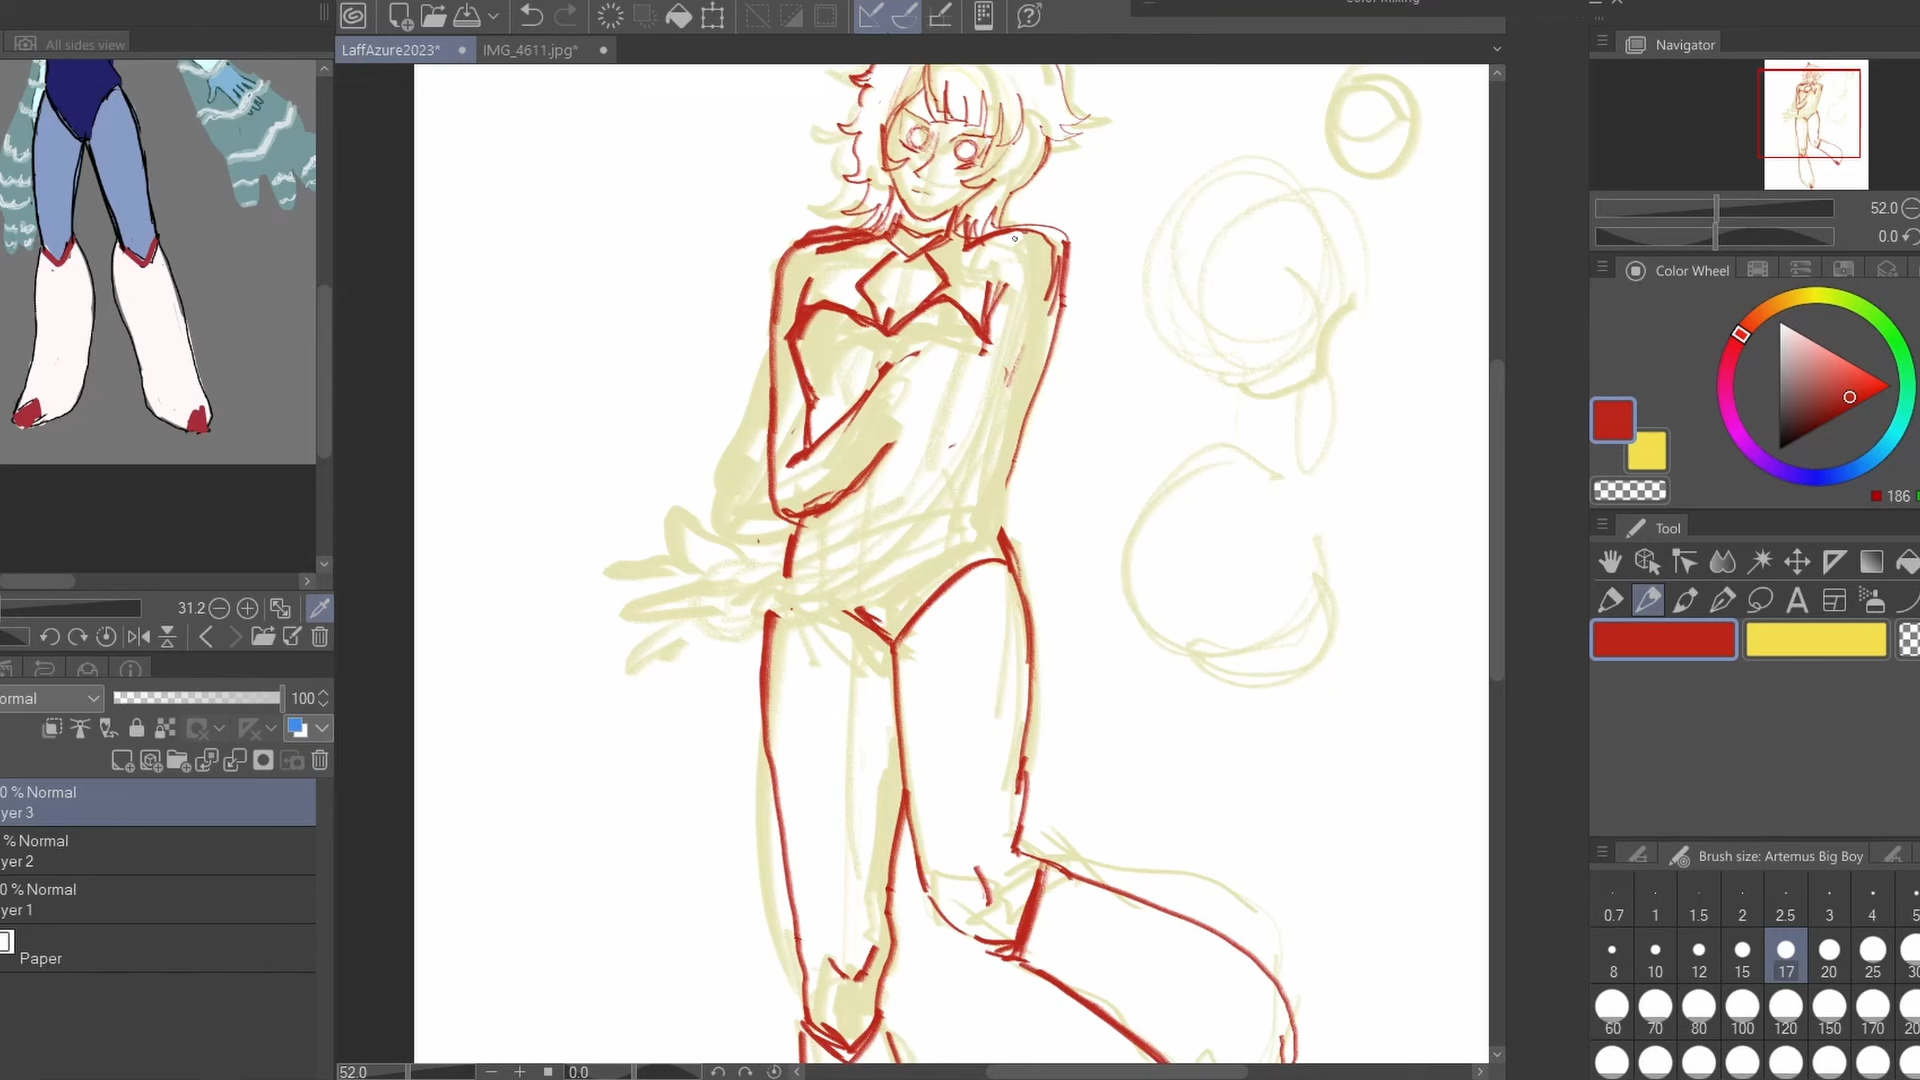 All sides view
LaffAzure2023*
IMG_4611.jpg*
Navigator
52.0
0.0
Color Wheel
186
Tool
31.2
ormal
100
0 % Normal
yer 3
% Normal
yer 2
0 % Normal
yer 1
Paper
Brush size: Artemus Big Boy
0.7 1 1.5 2 2.5 3 4
8 10 12 15 17 20 25 30
60 70 80 100 120 150 170 20
52.0
0.0